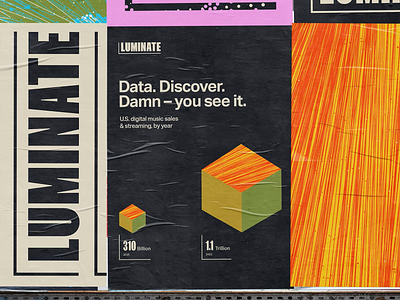 LUMINATE
LUMINATE
Data. Discover.
Damn – you see it.
U.S. digital music sales
& streaming, by year
310 Billion
1.1 Trillion